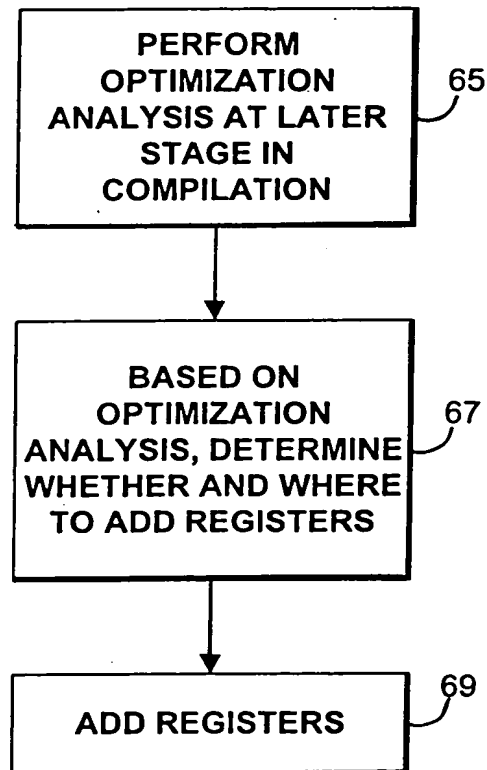 PERFORM
OPTIMIZATION
ANALYSIS AT LATER
STAGE IN
COMPILATION
65
BASED ON
OPTIMIZATION
ANALYSIS, DETERMINE
WHETHER AND WHERE
TO ADD REGISTERS
67
ADD REGISTERS
69